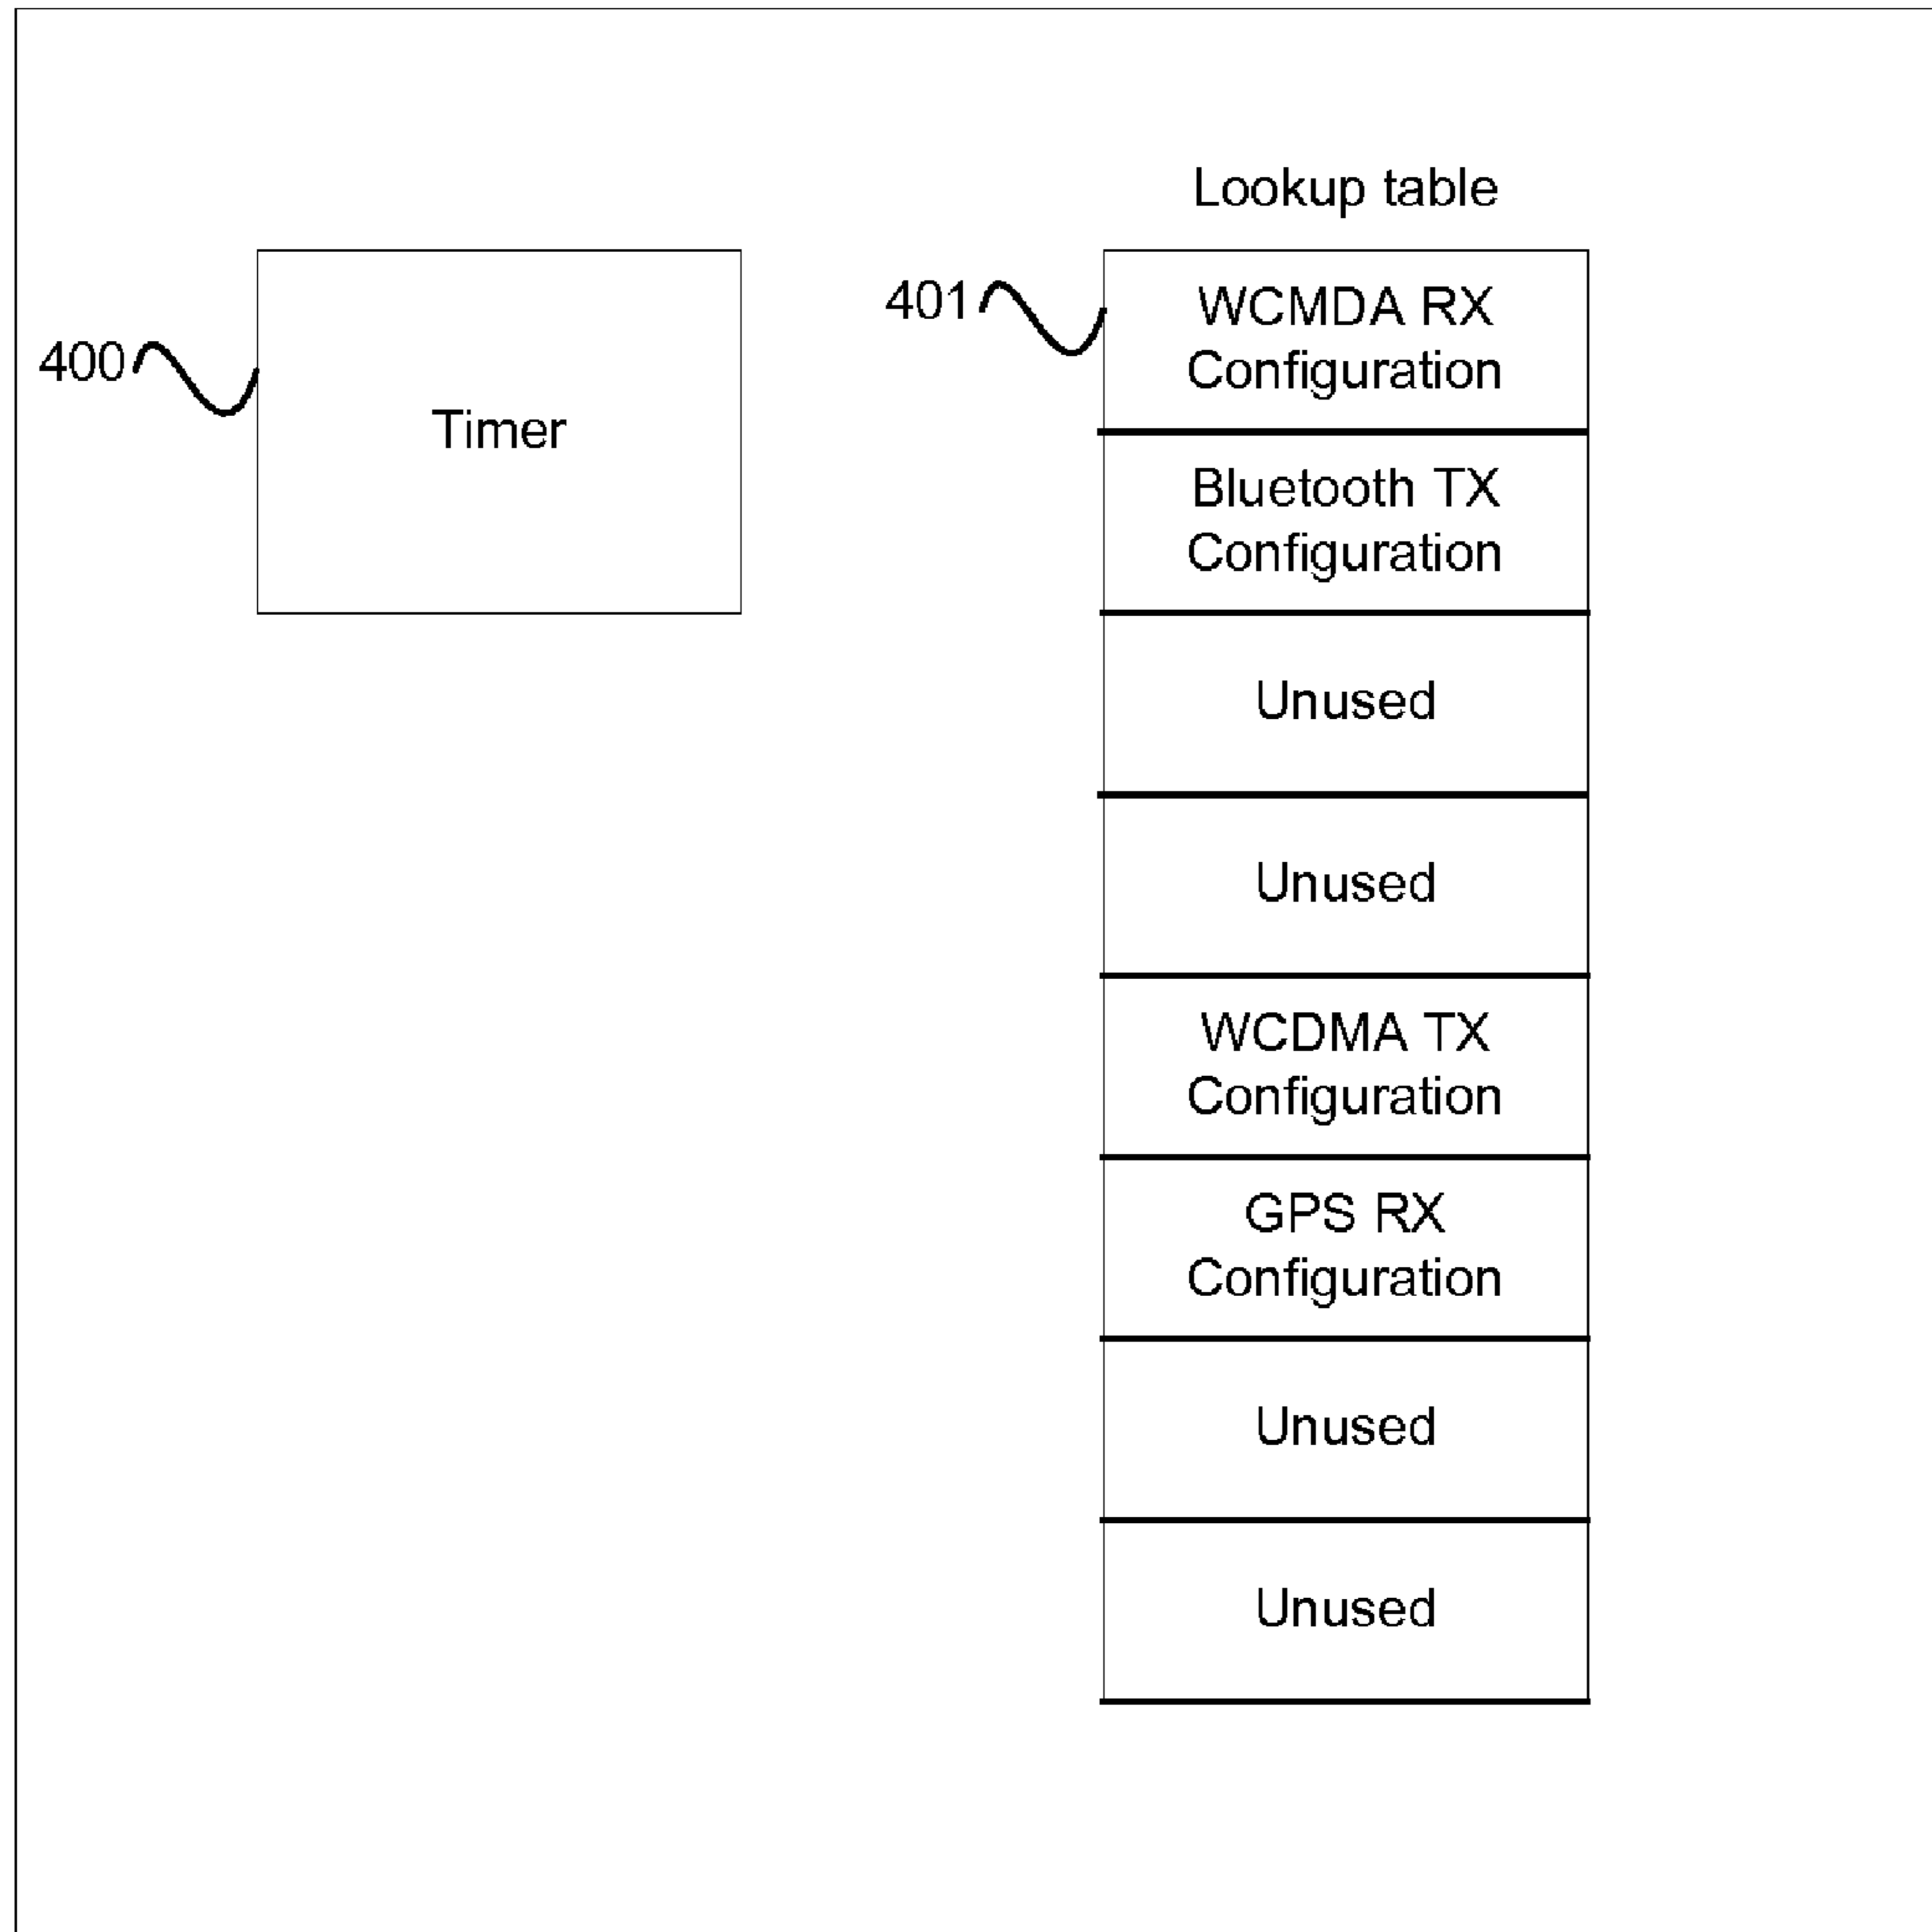 Lookup table
401
WCMDA RX
Configuration
400
Timer
Bluetooth TX
Configuration
Unused
Unused
WCDMA TX
Configuration
GPS RX
Configuration
Unused
Unused